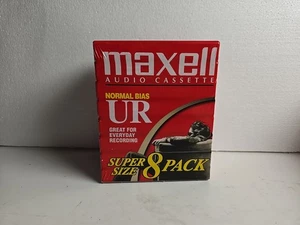 maxell
AUDIO CASSETTE
NORMAL BIAS
UR
GREAT FOR
EVERYDAY
RECORDING
SUPER
SIZE 8 PACK